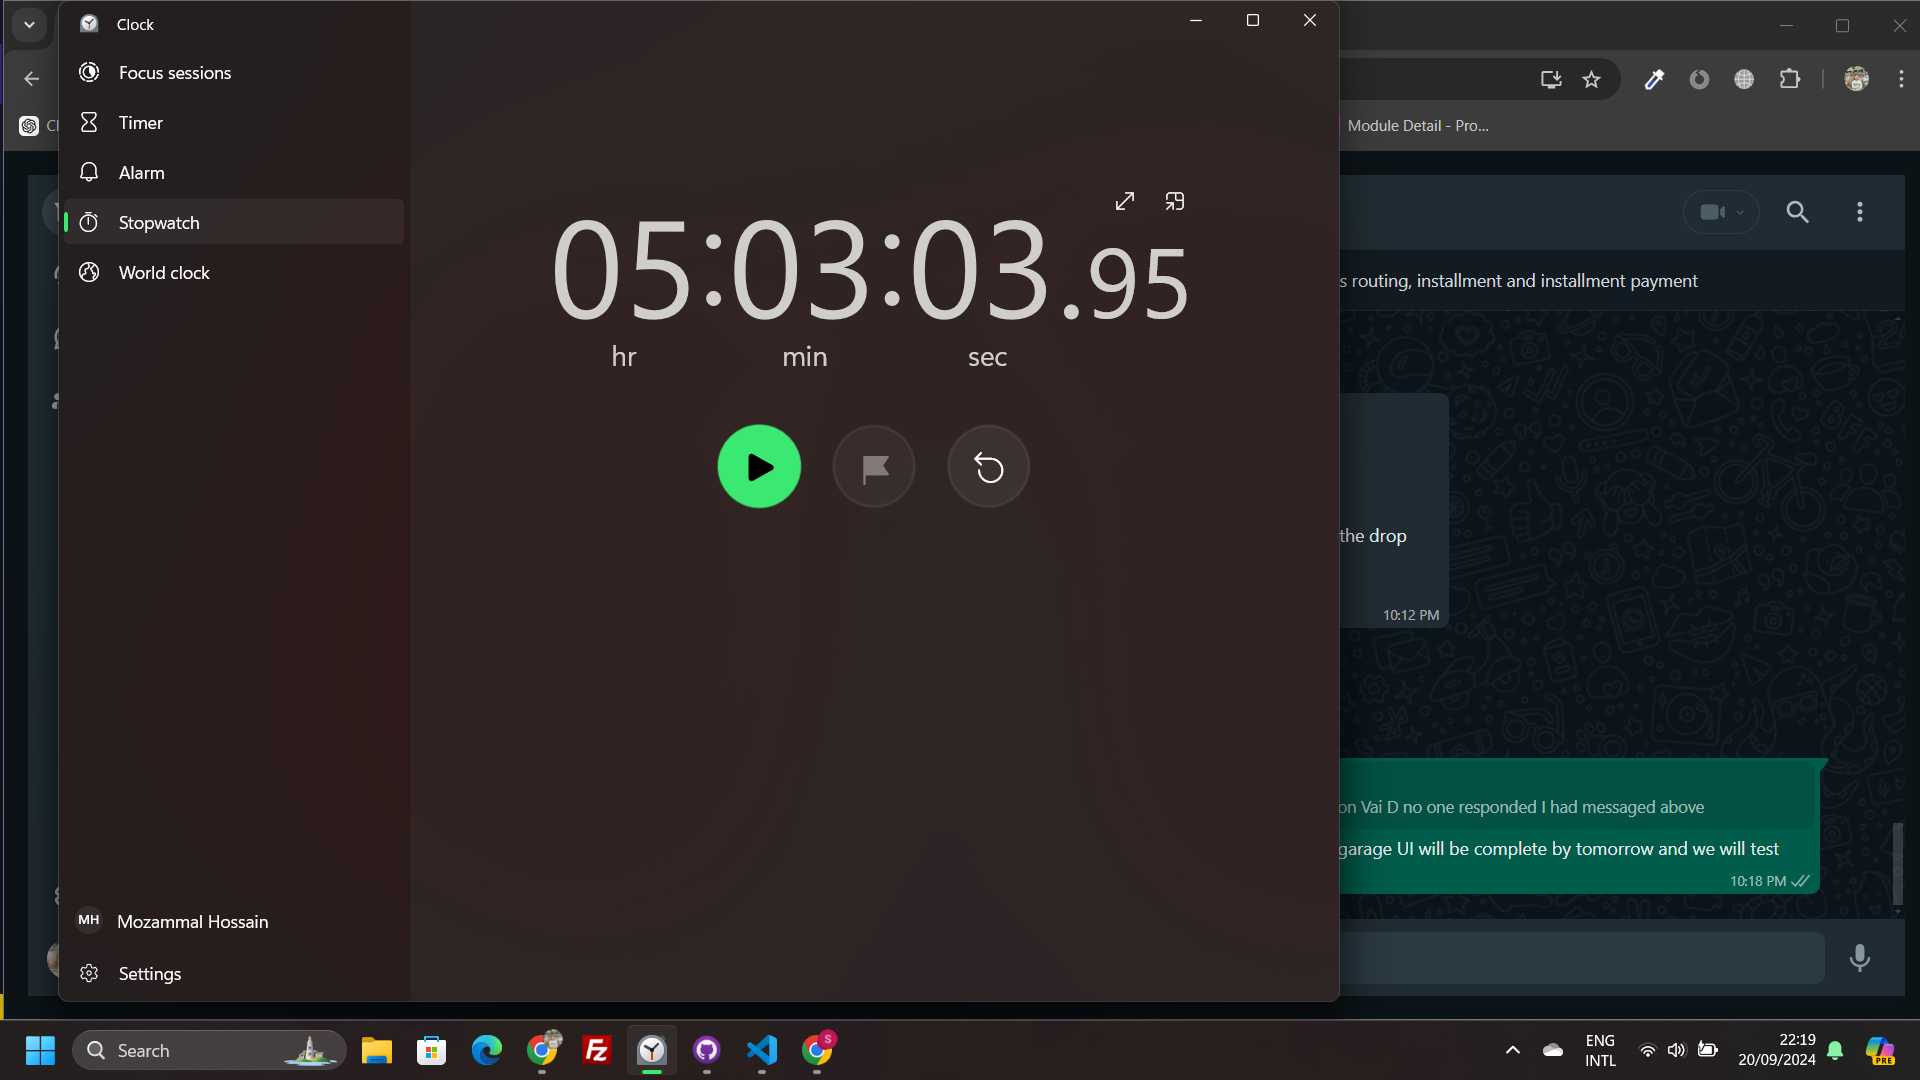 Clock
Focus sessions
Timer
Alarm
Stopwatch
World clock
05:03:03.95
hr
min
sec
MH
Mozammal Hossain
Settings
Module Detail - Pro...
routing, installment and installment payment
the drop
10:12 PM
Vai D no one responded I had messaged above
garage UI will be complete by tomorrow and we will test
10:18 PM
Search
Fz
S
ENG
INTL
22:19
20/09/2024
PRE